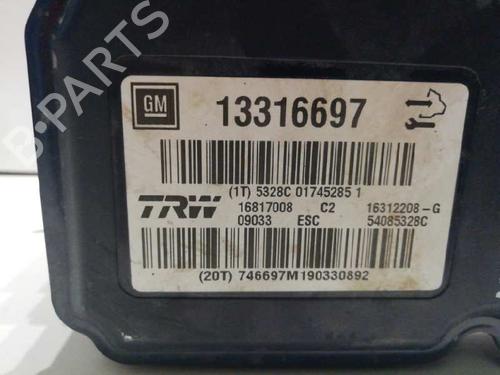 GM 13316697
(1T) 5328C 01745285 1
TRW 16817008 C2 16312208-G
09033 ESC 54085328C
(20T) 746697M190330892
B-PARTS